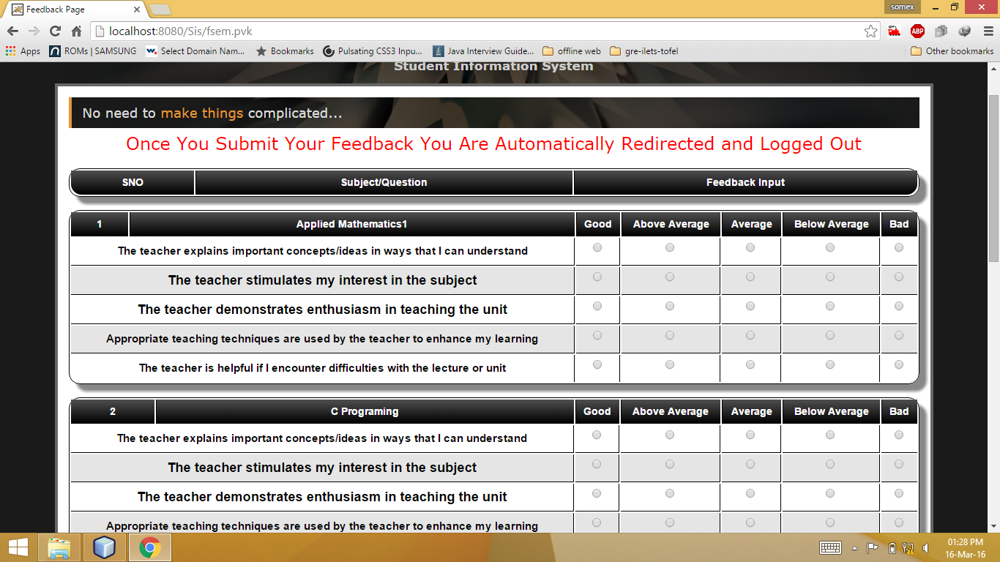 Feedback Page
somex
localhost:8080/Sis/fsem.pvk
ABP
Apps ROMs | SAMSUNG Select Domain Nam... Bookmarks Pulsating CSS3 Inpu... Java Interview Guide... offline web gre-ilets-tofel Other bookmarks
Student Information System
No need to make things complicated...
Once You Submit Your Feedback You Are Automatically Redirected and Logged Out
SNO Subject/Question Feedback Input
1 Applied Mathematics1 Good Above Average Average Below Average Bad
The teacher explains important concepts/ideas in ways that I can understand
The teacher stimulates my interest in the subject
The teacher demonstrates enthusiasm in teaching the unit
Appropriate teaching techniques are used by the teacher to enhance my learning
The teacher is helpful if I encounter difficulties with the lecture or unit
2 C Programing Good Above Average Average Below Average Bad
The teacher explains important concepts/ideas in ways that I can understand
The teacher stimulates my interest in the subject
The teacher demonstrates enthusiasm in teaching the unit
Appropriate teaching techniques are used by the teacher to enhance my learning
01:28 PM
16-Mar-16